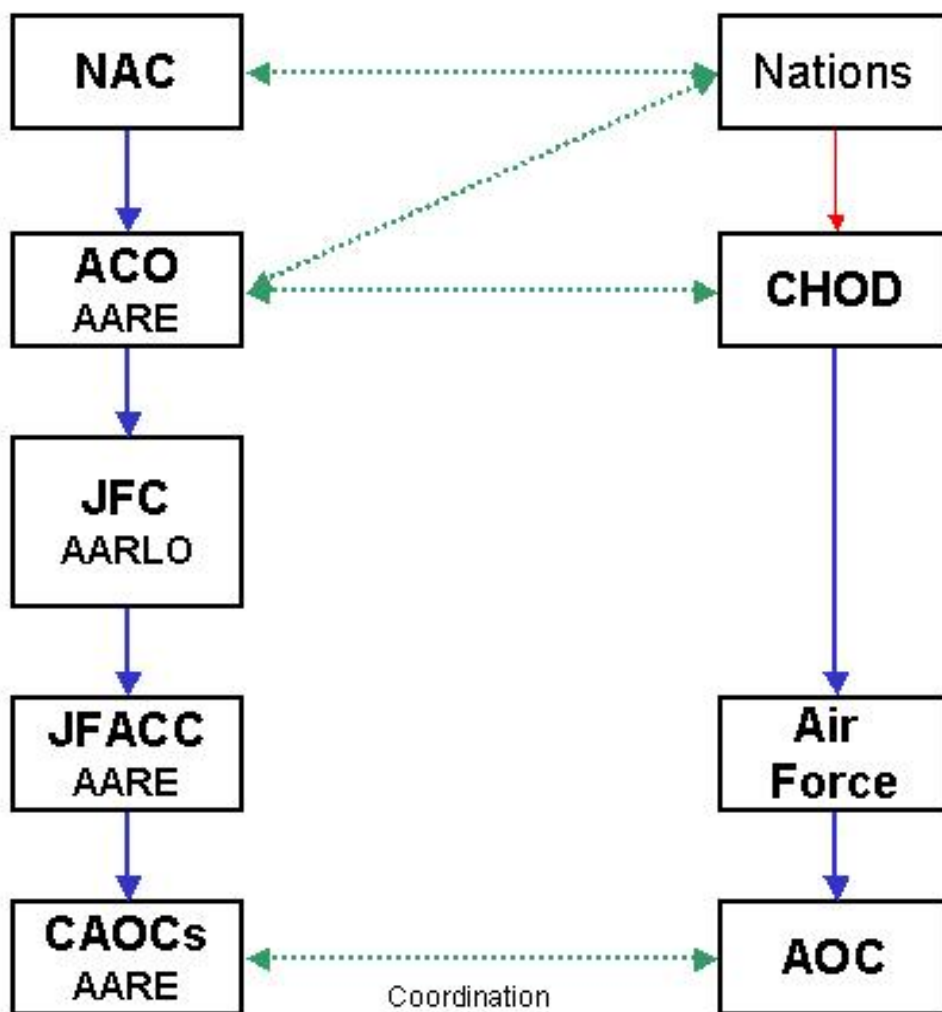 NAC
Nations
ACO
AARE
CHOD
JFC
AARLO
JFACC
AARE
Air
Force
CAOCs
AARE
AOC
Coordination